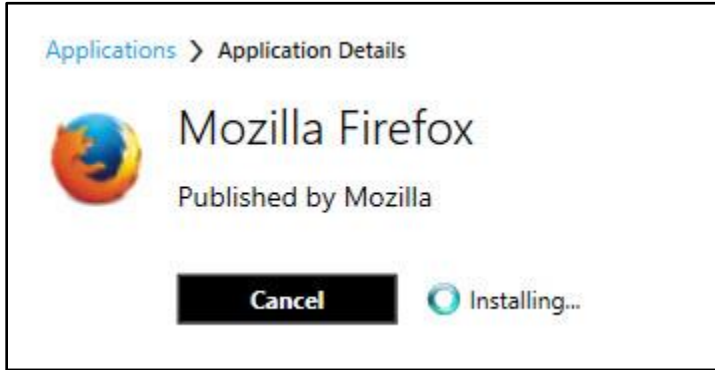 Applications > Application Details
Mozilla Firefox
Published by Mozilla
Cancel Installing...